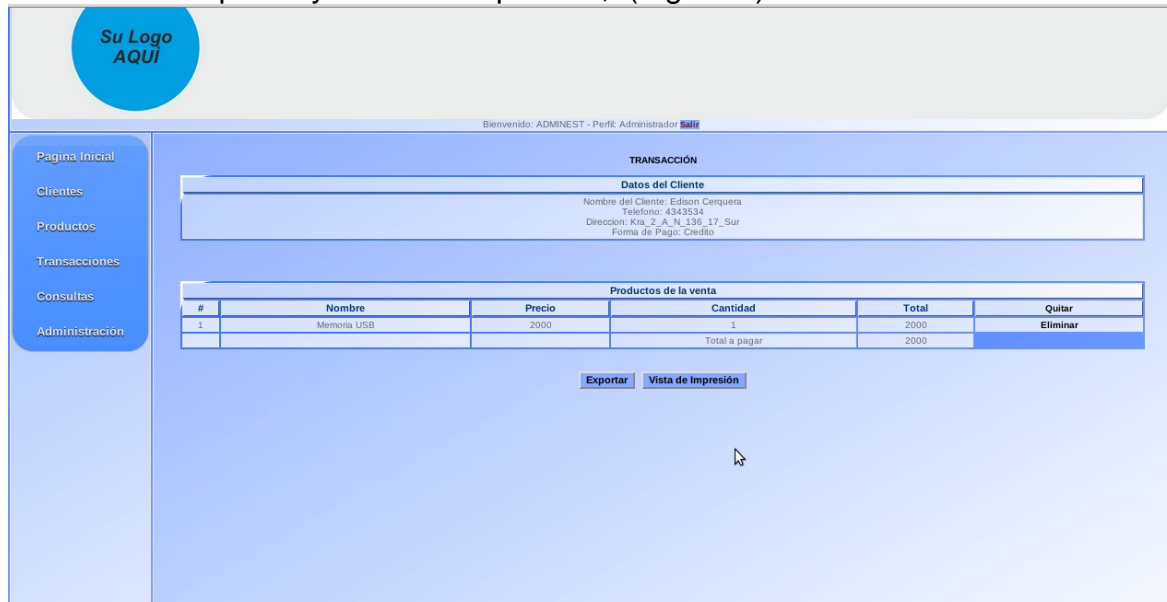 Su Logo
AQUÍ
Bienvenido: ADMINEST - Perfil: Administrador Salir
Pagina Inicial
Clientes
Productos
Transacciones
Consultas
Administración
TRANSACCIÓN
Datos del Cliente
Nombre del Cliente: Edison Cerquera
Telefono: 4343534
Direccion: Kra_2_A_N_136_17_Sur
Forma de Pago: Credito
Productos de la venta
# Nombre Precio Cantidad Total Quitar
1 Memoria USB 2000 1 2000 Eliminar
Total a pagar 2000
Exportar Vista de Impresión